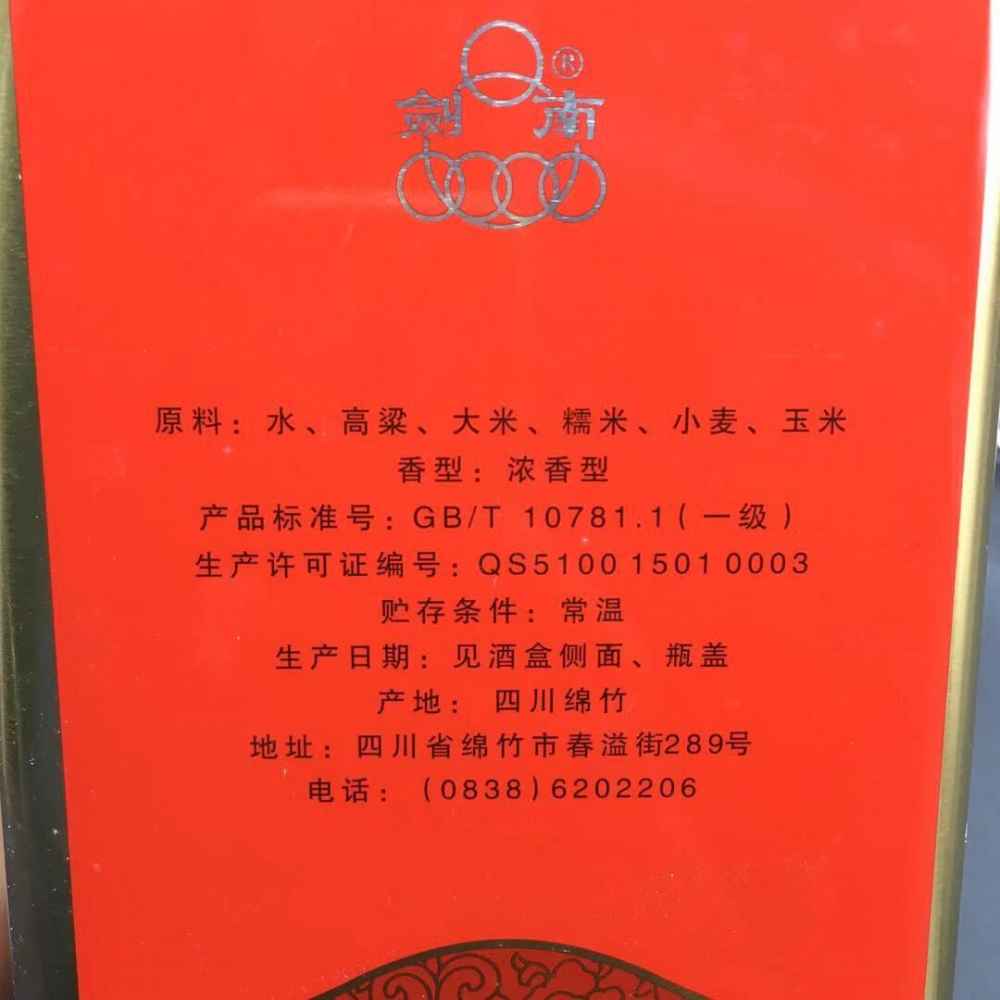 ®
劍南
原料：水、高粱、大米、糯米、小麦、玉米
香型：浓香型
产品标准号：GB/T 10781.1（一级）
生产许可证编号：QS5100 1501 0003
贮存条件：常温
生产日期：见酒盒侧面、瓶盖
产地：四川绵竹
地址：四川省绵竹市春溢街289号
电话：(0838)6202206